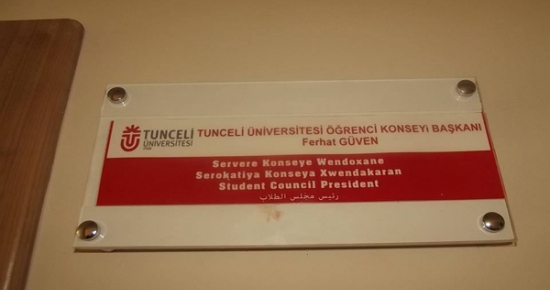 TUNCELİ
ÜNİVERSİTESİ
TUNCELİ ÜNİVERSİTESİ ÖĞRENCİ KONSEYi BAŞKANI
Ferhat GÜVEN
Servere Konseye Wendoxane
Serokatiya Konseya Xwendakaran
Student Council President
رئيس مجلس الطلاب